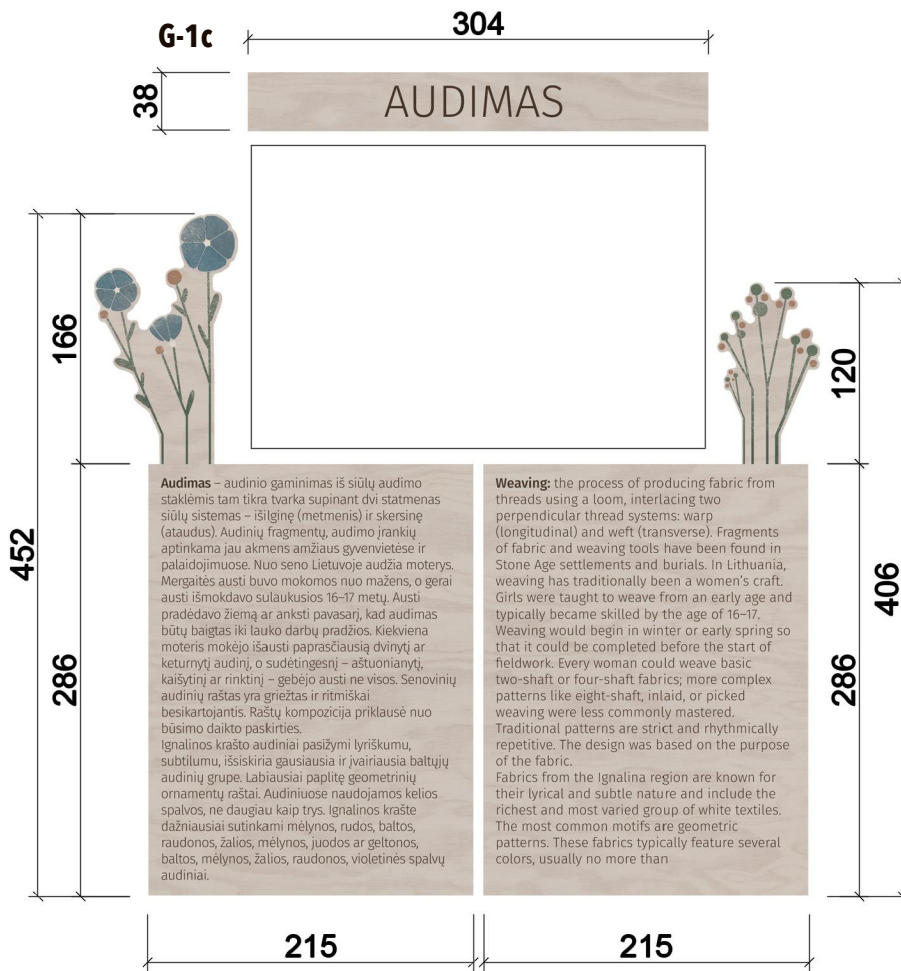 G-1c
304
38
AUDIMAS
166
120
452
286
406
286
Audimas – audinio gaminimas iš siūlų audimo
staklėmis tam tikra tvarka supinant dvi statmenas
siūlų sistemas – išilginę (metmenis) ir skersinę
(ataudus). Audinių fragmentų, audimo įrankių
aptinkama jau akmens amžiaus gyvenvietėse ir
palaidojimuose. Nuo seno Lietuvoje audžia moterys.
Mergaitės austi buvo mokomos nuo mažens, o gerai
austi išmokdavo sulaukusios 16–17 metų. Austi
pradėdavo žiemą ar anksti pavasarį, kad audimas
būtų baigtas iki lauko darbų pradžios. Kiekviena
moteris mokėjo išausti paprasčiausią dvinytį ar
keturnytį audinį, o sudėtingesnį – aštuonianytį,
kaišytinį ar rinktinį – gebėjo austi ne visos. Senovinių
audinių raštas yra griežtas ir ritmiškai
besikartojantis. Raštų kompozicija priklausė nuo
būsimo daikto paskirties.
Ignalinos krašto audiniai pasižymi lyriškumu,
subtilumu, išsiskiria gausiausia ir įvairiausia baltųjų
audinių grupe. Labiausiai paplitę geometrinių
ornamentų raštai. Audiniuose naudojamos kelios
spalvos, ne daugiau kaip trys. Ignalinos krašte
dažniausiai sutinkami mėlynos, rudos, baltos,
raudonos, žalios, mėlynos, juodos ar geltonos,
baltos, mėlynos, žalios, raudonos, violetinės spalvų
audiniai.
Weaving: the process of producing fabric from
threads using a loom, interlacing two
perpendicular thread systems: warp
(longitudinal) and weft (transverse). Fragments
of fabric and weaving tools have been found in
Stone Age settlements and burials. In Lithuania,
weaving has traditionally been a women’s craft.
Girls were taught to weave from an early age and
typically became skilled by the age of 16–17.
Weaving would begin in winter or early spring so
that it could be completed before the start of
fieldwork. Every woman could weave basic
two-shaft or four-shaft fabrics; more complex
patterns like eight-shaft, inlaid, or picked
weaving were less commonly mastered.
Traditional patterns are strict and rhythmically
repetitive. The design was based on the purpose
of the fabric.
Fabrics from the Ignalina region are known for
their lyrical and subtle nature and include the
richest and most varied group of white textiles.
The most common motifs are geometric
patterns. These fabrics typically feature several
colors, usually no more than
215
215